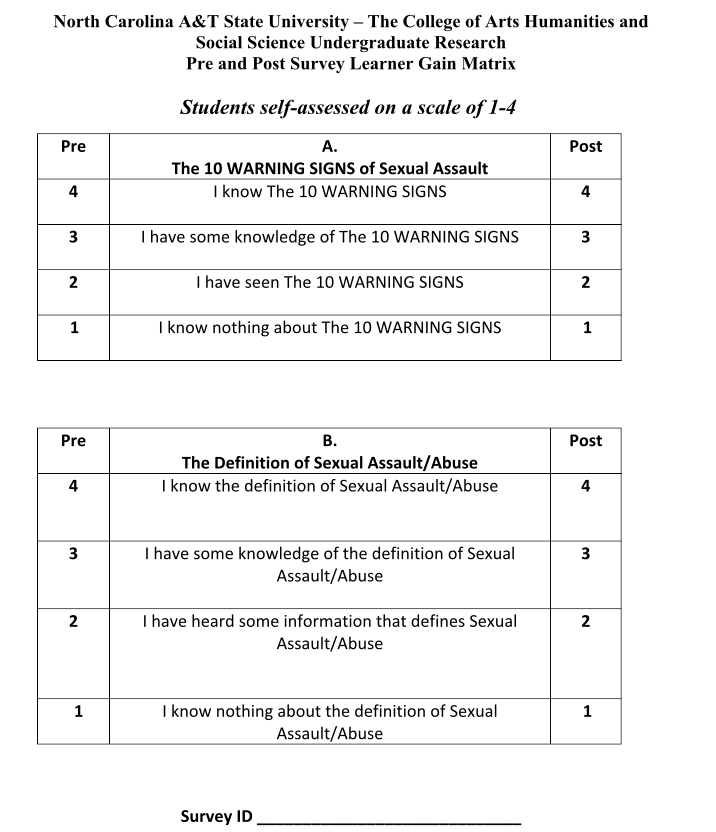 North Carolina A&T State University – The College of Arts Humanities and
Social Science Undergraduate Research
Pre and Post Survey Learner Gain Matrix
Students self-assessed on a scale of 1-4
Pre A. Post
The 10 WARNING SIGNS of Sexual Assault
4 I know The 10 WARNING SIGNS 4
3 I have some knowledge of The 10 WARNING SIGNS 3
2 I have seen The 10 WARNING SIGNS 2
1 I know nothing about The 10 WARNING SIGNS 1
Pre B. Post
The Definition of Sexual Assault/Abuse
4 I know the definition of Sexual Assault/Abuse 4
3 I have some knowledge of the definition of Sexual 3
Assault/Abuse
2 I have heard some information that defines Sexual 2
Assault/Abuse
1 I know nothing about the definition of Sexual 1
Assault/Abuse
Survey ID ______________________________